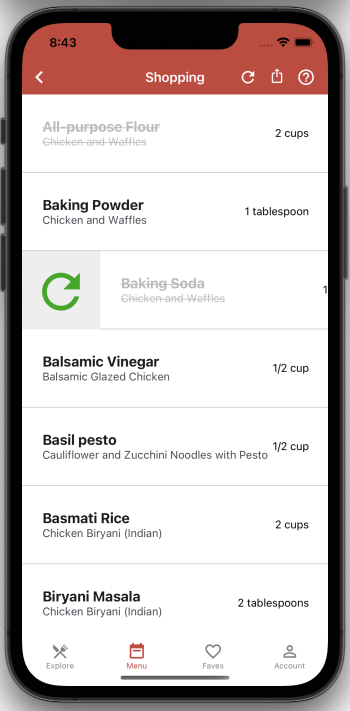 8:43
Shopping
All-purpose Flour
Chicken and Waffles
2 cups
Baking Powder
Chicken and Waffles
1 tablespoon
Baking Soda
Chicken and Waffles
1
Balsamic Vinegar
Balsamic Glazed Chicken
1/2 cup
Basil pesto
Cauliflower and Zucchini Noodles with Pesto
1/2 cup
Basmati Rice
Chicken Biryani (Indian)
2 cups
Biryani Masala
Chicken Biryani (Indian)
2 tablespoons
Explore
Menu
Faves
Account